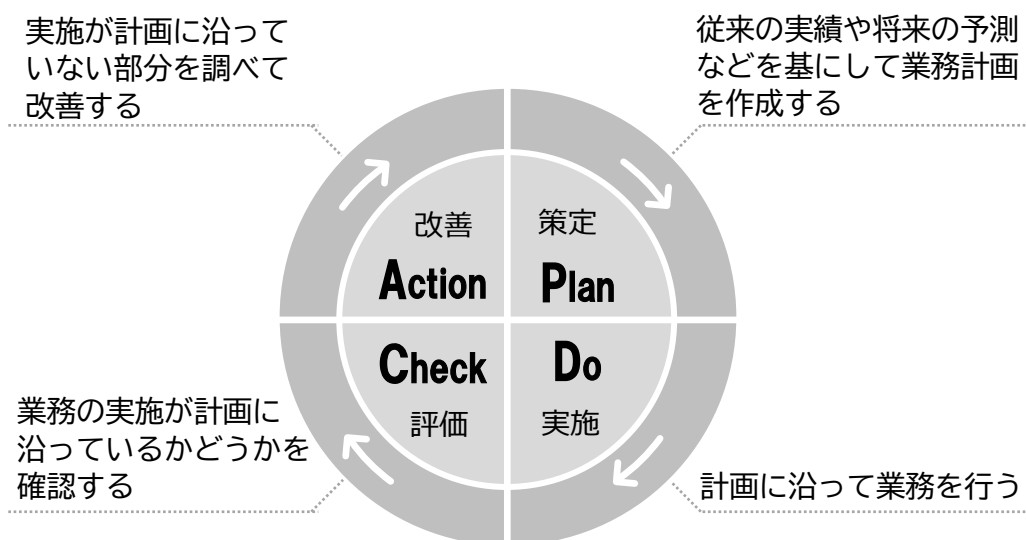 実施が計画に沿って
いない部分を調べて
改善する
従来の実績や将来の予測
などを基にして業務計画
を作成する
改善
Action
策定
Plan
Check
評価
Do
実施
業務の実施が計画に
沿っているかどうかを
確認する
計画に沿って業務を行う